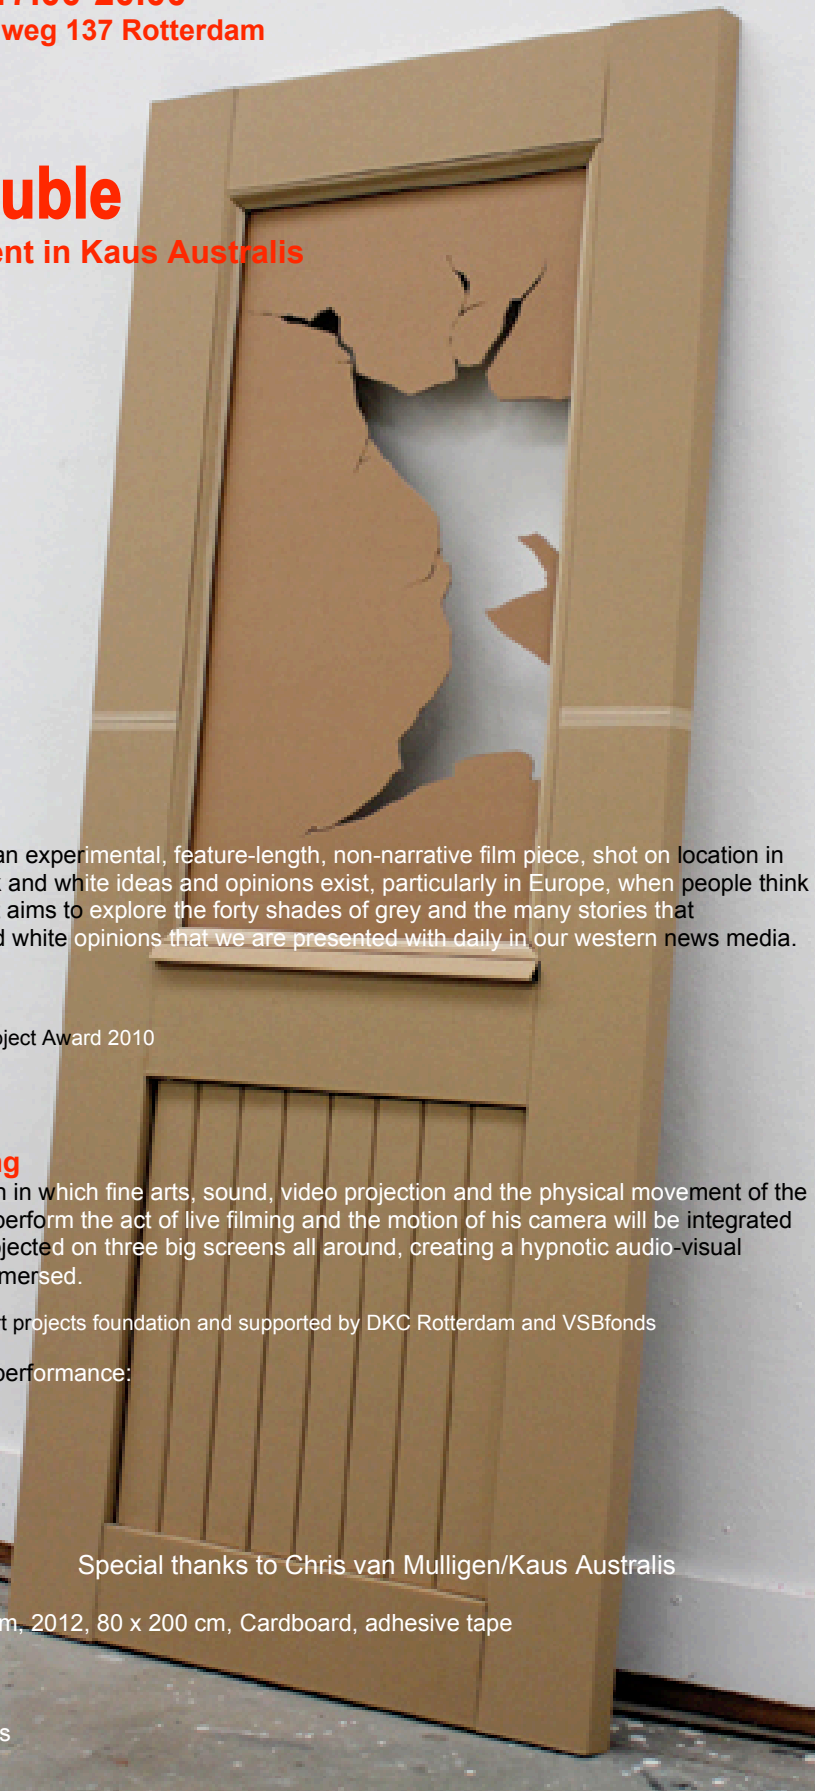 weg 137 Rotterdam
uble
ent in Kaus Australis
an experimental, feature-length, non-narrative film piece, shot on location in
and white ideas and opinions exist, particularly in Europe, when people think
aims to explore the forty shades of grey and the many stories that
d white opinions that we are presented with daily in our western news media.
oject Award 2010
ng
n in which fine arts, sound, video projection and the physical movement of the
perform the act of live filming and the motion of his camera will be integrated
ojected on three big screens all around, creating a hypnotic audio-visual
mersed.
rt projects foundation and supported by DKC Rotterdam and VSBfonds
performance:
Special thanks to Chris van Mulligen/Kaus Australis
m, 2012, 80 x 200 cm, Cardboard, adhesive tape
s